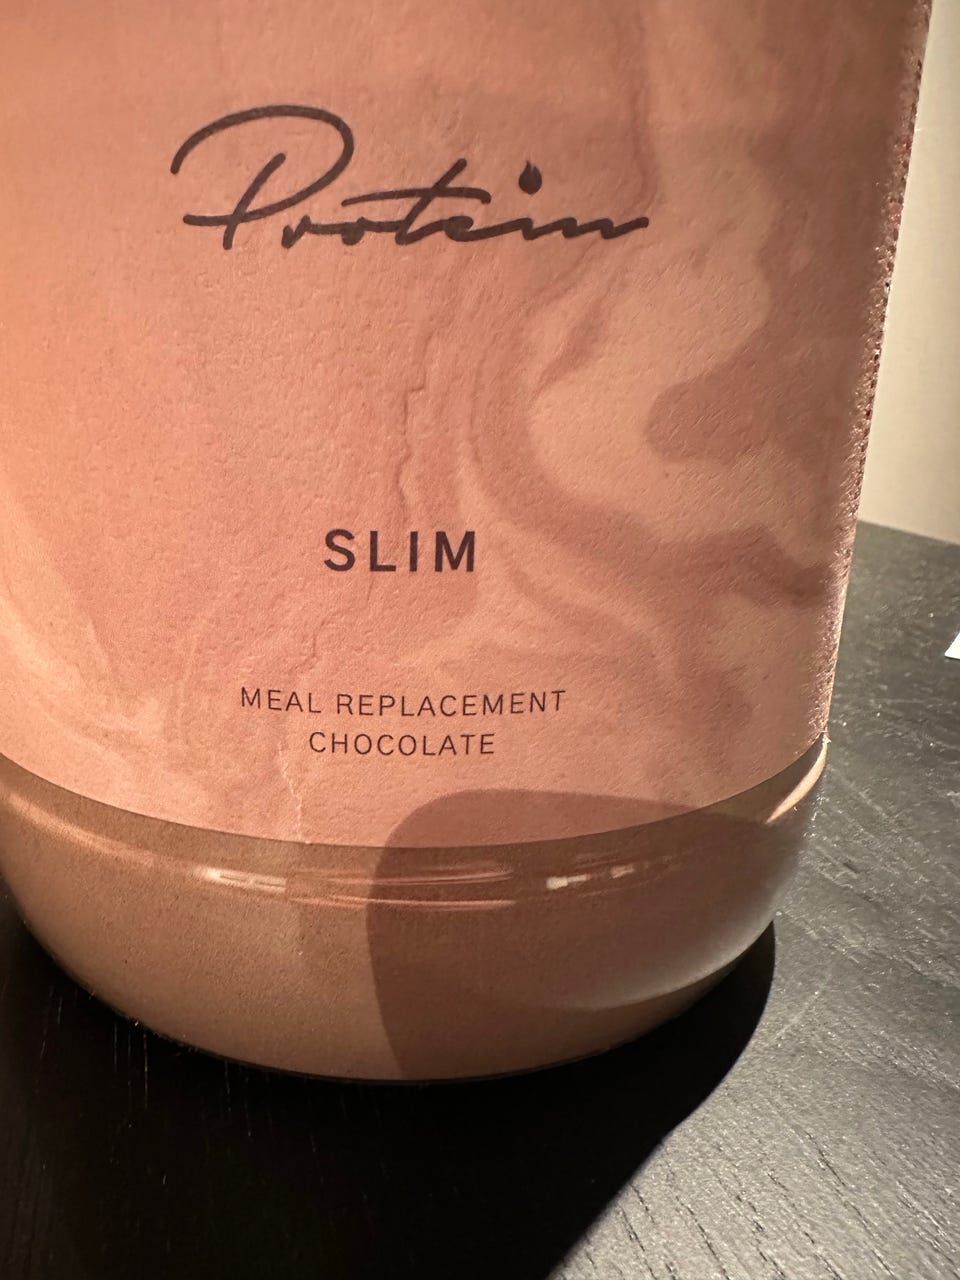 Protein
SLIM
MEAL REPLACEMENT
CHOCOLATE